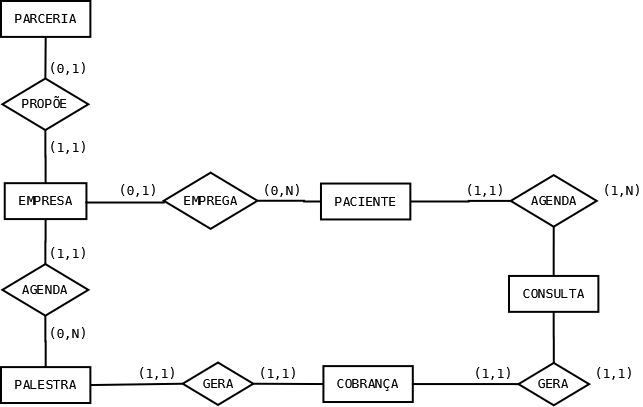 PARCERIA
(0,1)
PROPÕE
(1,1)
EMPRESA
(0,1)
EMPREGA
(0,N)
PACIENTE
(1,1)
AGENDA
(1,N)
(1,1)
AGENDA
(0,N)
CONSULTA
PALESTRA
(1,1)
GERA
(1,1)
COBRANÇA
(1,1)
GERA
(1,1)